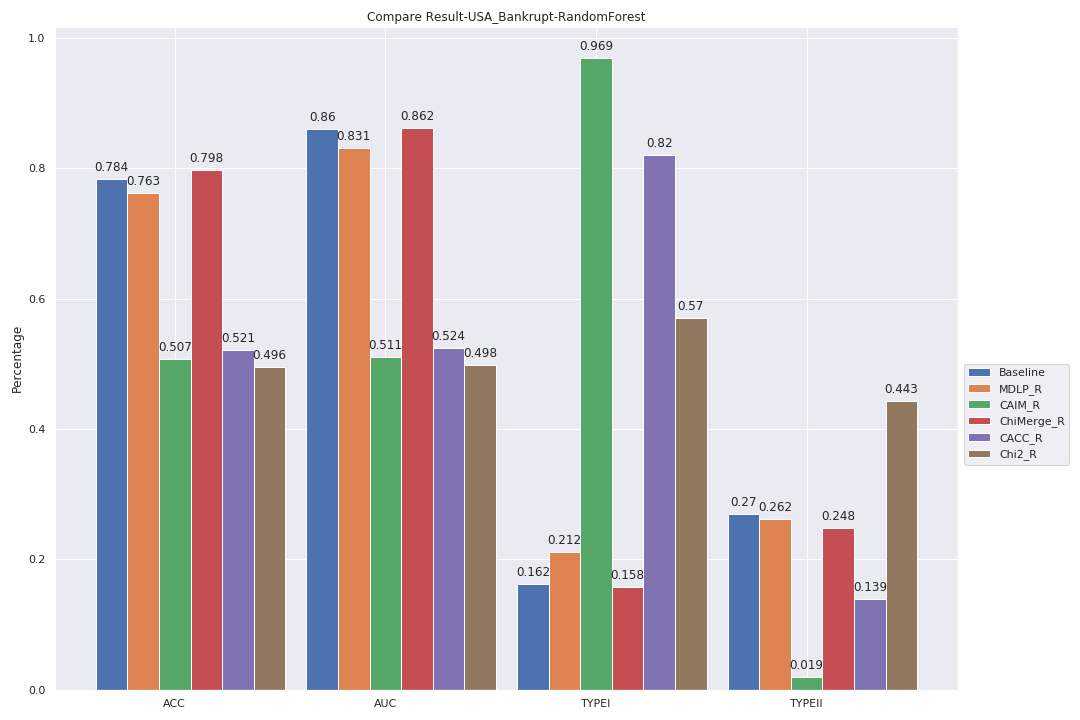 Compare Result-USA_Bankrupt-RandomForest
Percentage
1.0
0.8
0.6
0.4
0.2
0.0
0.784
0.763
0.507
0.798
0.521
0.496
0.86
0.831
0.511
0.862
0.524
0.498
0.162
0.212
0.969
0.158
0.82
0.57
0.27
0.262
0.019
0.248
0.139
0.443
ACC
AUC
TYPEI
TYPEII
Baseline
MDLP_R
CAIM_R
ChiMerge_R
CACC_R
Chi2_R